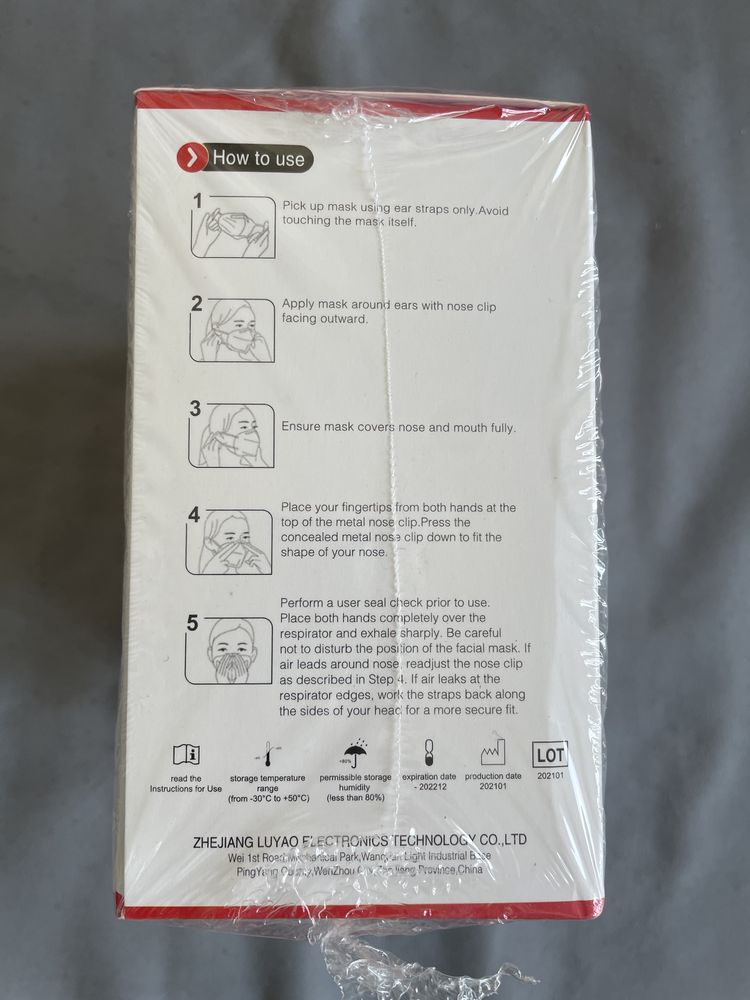 How to use
1
Pick up mask using ear straps only.Avoid
touching the mask itself.
2
Apply mask around ears with nose clip
facing outward.
3
Ensure mask covers nose and mouth fully.
4
Place your fingertips from both hands at the
top of the metal nose clip.Press the
concealed metal nose clip down to fit the
shape of your nose.
5
Perform a user seal check prior to use.
Place both hands completely over the
respirator and exhale sharply. Be careful
not to disturb the position of the facial mask. If
air leads around nose, readjust the nose clip
as described in Step 4. If air leaks at the
respirator edges, work the straps back along
the sides of your head for a more secure fit.
<80%
LOT
read the
Instructions for Use
storage temperature
range
(from -30°C to +50°C)
permissible storage
humidity
(less than 80%)
expiration date
- 202212
production date
202101
202101
ZHEJIANG LUYAO ELECTRONICS TECHNOLOGY CO.,LTD
Wei 1st Road, Park, Light Industrial Base
PingYang County,WenZhou Province,China